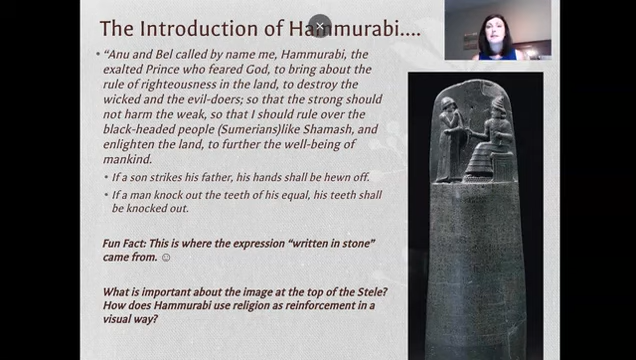 The Introduction of Hammurabi....
• "Anu and Bel called by name me, Hammurabi, the
exalted Prince who feared God, to bring about the
rule of righteousness in the land, to destroy the
wicked and the evil-doers; so that the strong should
not harm the weak, so that I should rule over the
black-headed people (Sumerians)like Shamash, and
enlighten the land, to further the well-being of
mankind.
• If a son strikes his father, his hands shall be hewn off.
• If a man knock out the teeth of his equal, his teeth shall
be knocked out.
Fun Fact: This is where the expression "written in stone"
came from. ☺
What is important about the image at the top of the Stele?
How does Hammurabi use religion as reinforcement in a
visual way?